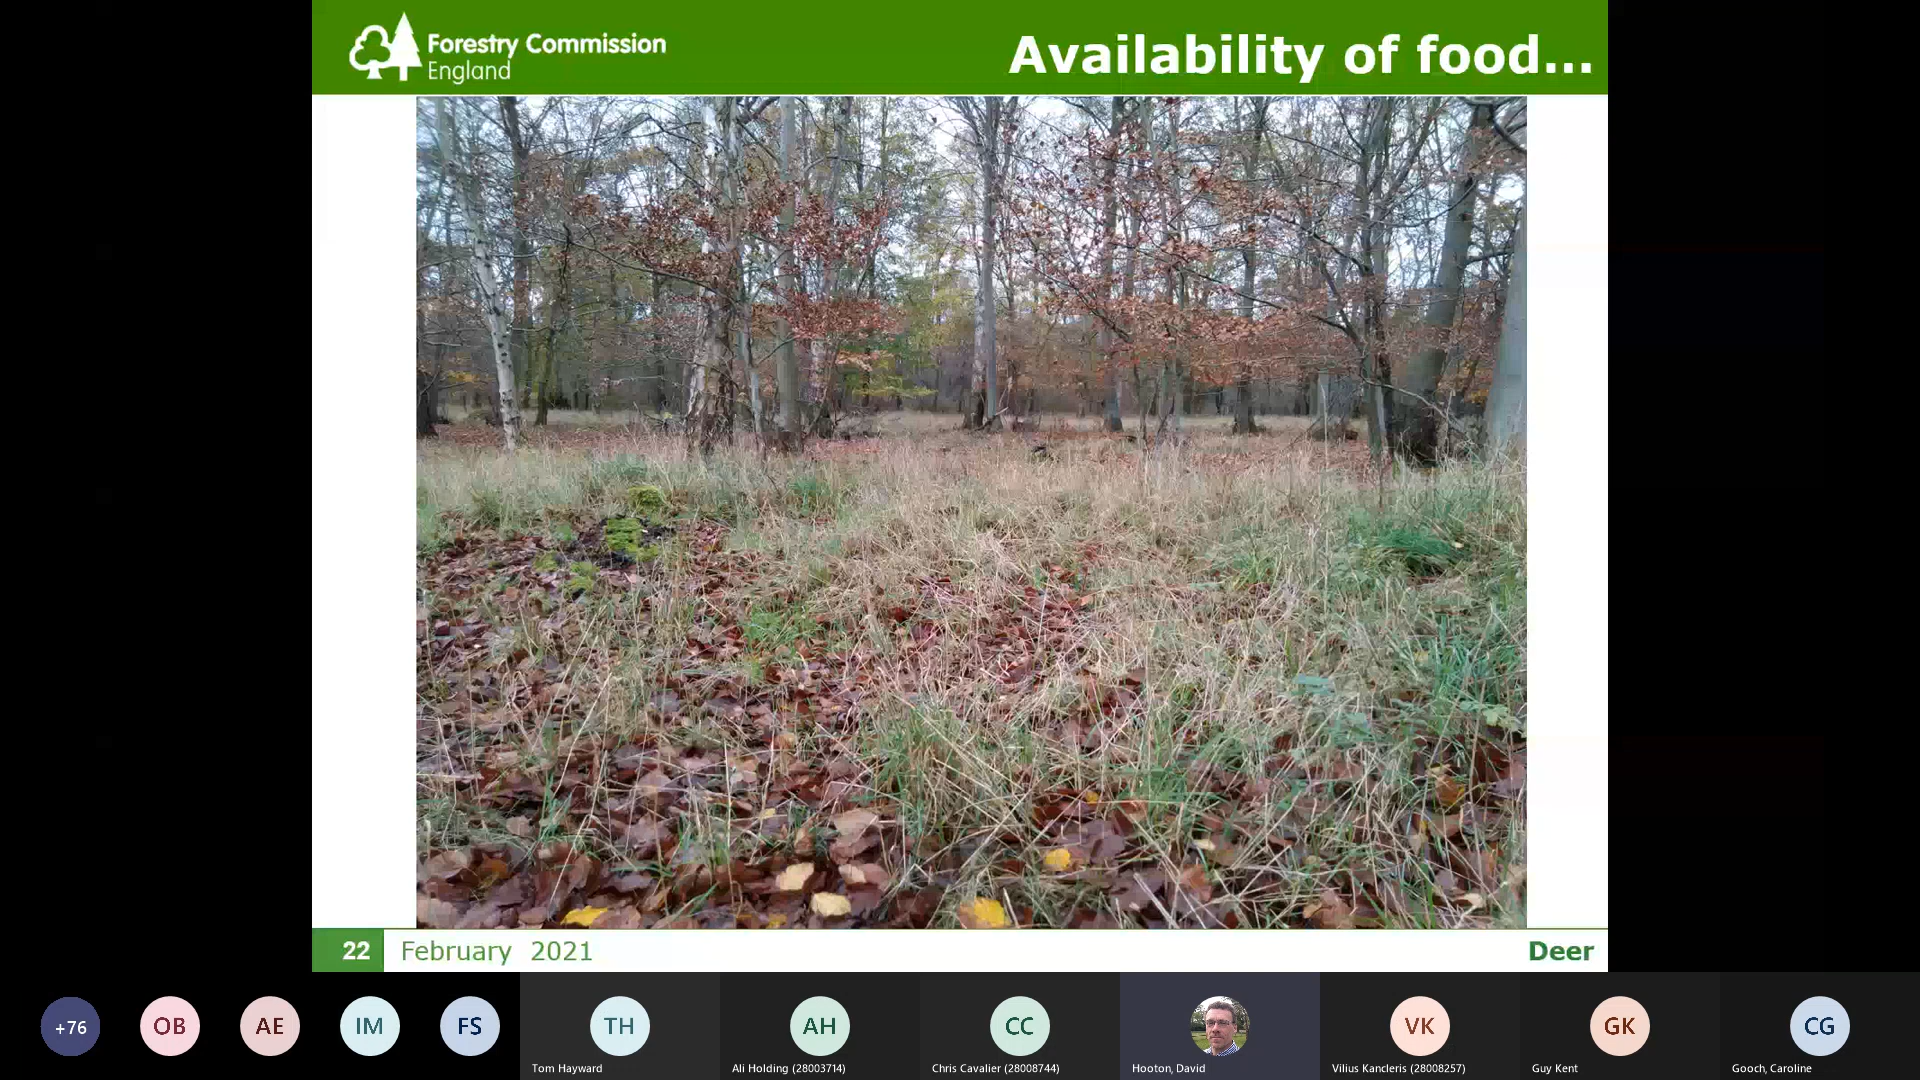 Forestry Commission
England
Availability of food...
22 February 2021
Deer
+76
OB
AE
IM
FS
TH
AH
CC
VK
GK
CG
Tom Hayward
Ali Holding (28003714)
Chris Cavalier (28008744)
Hooton, David
Vilius Kancleris (28008257)
Guy Kent
Gooch, Caroline